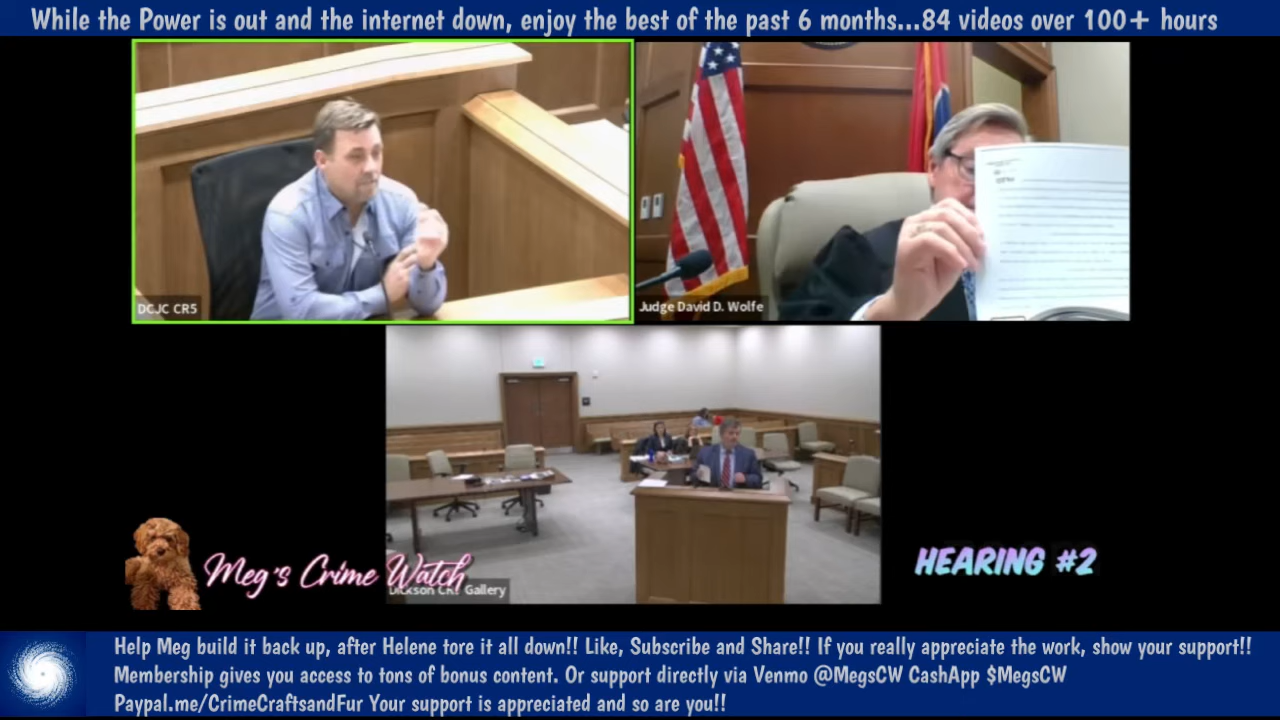 While the Power is out and the internet down, enjoy the best of the past 6 months...84 videos over 100+ hours
DCJC CR5
Judge David D. Wolfe
Meg's Crime Watch
Gallery
HEARING #2
Help Meg build it back up, after Helene tore it all down!! Like, Subscribe and Share!! If you really appreciate the work, show your support!!
Membership gives you access to tons of bonus content. Or support directly via Venmo @MegsCW CashApp $MegsCW
Paypal.me/CrimeCraftsandFur Your support is appreciated and so are you!!